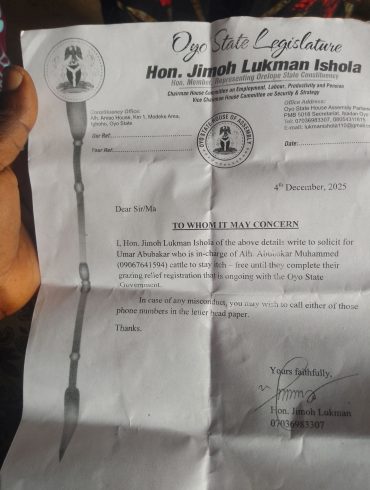 Oyo State Legislature
Hon. Jimoh Lukman Ishola
Hon. Member, Representing Orelope State Constituency
Chairman House Committee on Employment, Labour, Productivity and Pension
Vice Chairman House Committee on Security & Strategy
Constituency Office:
Alh. Amao House, Km 1, Modeke Area,
Igboho, Oyo State.
Office Address:
Oyo State House Assembly
PMB 5018 Secretariat, Ibadan
Tel: 07036983307,
E-mail:
Our Ref:
Your Ref:
OYO STATE HOUSE OF ASSEMBLY
Date:
4th December, 2025
Dear Sir/Ma
TO WHOM IT MAY CONCERN
I, Hon. Jimoh Lukman Ishola of the above details write to solicit for
Umar Abubakar who is in-charge of Alh. Abubakar Muhammed
(09067641594) cattle to stay itch – free until they complete their
grazing relief registration that is ongoing with the Oyo State
Government.
In case of any misconduct, you may wish to call either of those
phone numbers in the letter head paper.
Thanks.
Yours faithfully,
Hon. Jimoh Lukman
07036983307